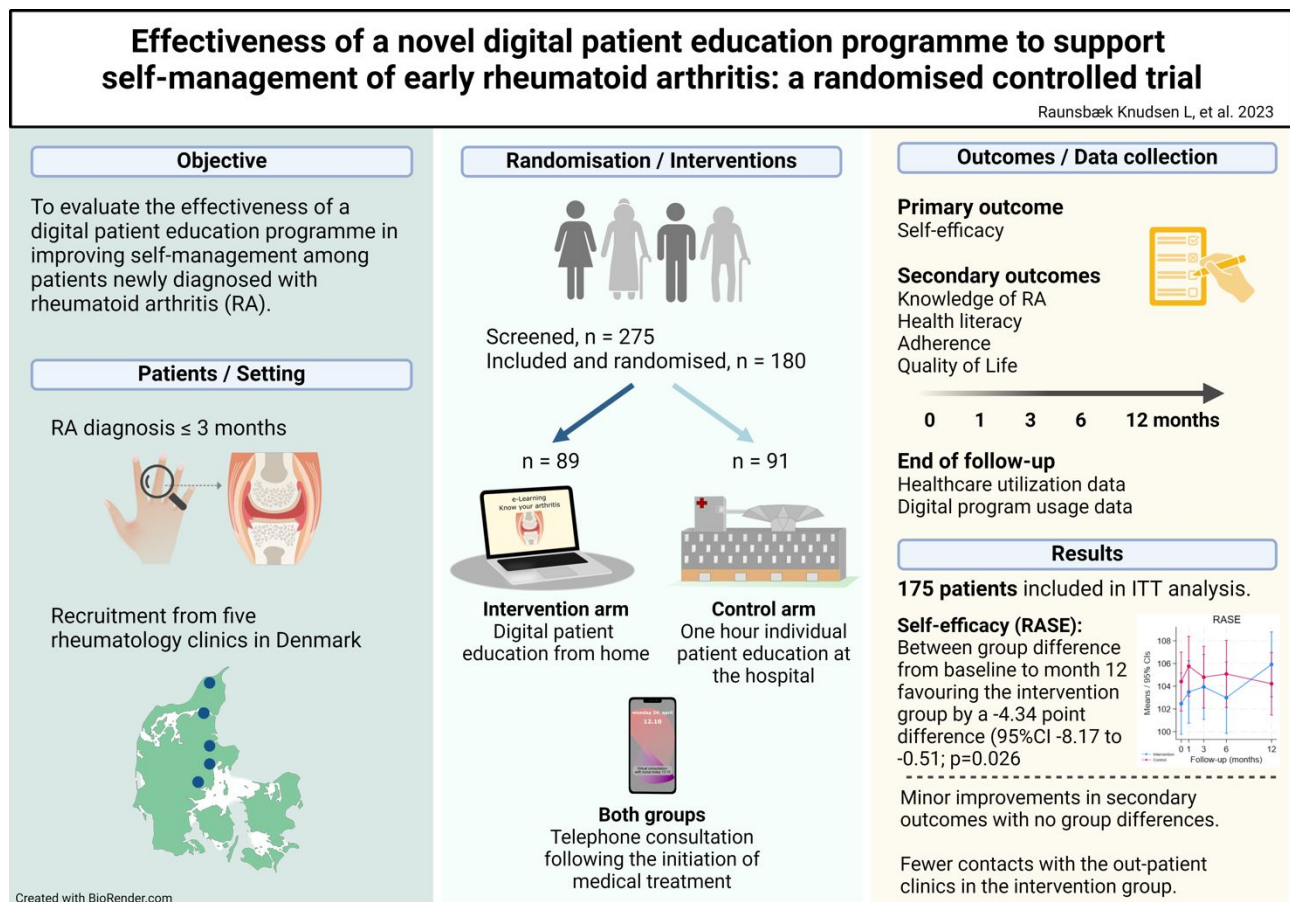 Effectiveness of a novel digital patient education programme to support
self-management of early rheumatoid arthritis: a randomised controlled trial
Raunsbæk Knudsen L, et al. 2023
Objective
To evaluate the effectiveness of a
digital patient education programme in
improving self-management among
patients newly diagnosed with
rheumatoid arthritis (RA).
Patients / Setting
RA diagnosis ≤ 3 months
Recruitment from five
rheumatology clinics in Denmark
Created with BioRender.com
Randomisation / Interventions
Screened, n = 275
Included and randomised, n = 180
n = 89
n = 91
e-Learning
Know your arthritis
Intervention arm
Digital patient
education from home
Control arm
One hour individual
patient education at
the hospital
12.10
Both groups
Telephone consultation
following the initiation of
medical treatment
Outcomes / Data collection
Primary outcome
Self-efficacy
Secondary outcomes
Knowledge of RA
Health literacy
Adherence
Quality of Life
0 1 3 6 12 months
End of follow-up
Healthcare utilization data
Digital program usage data
Results
175 patients included in ITT analysis.
Self-efficacy (RASE):
Between group difference
from baseline to month 12
favouring the intervention
group by a -4.34 point
difference (95%CI -8.17 to
-0.51; p=0.026
RASE
Means / 95% CIs
108
106
104
102
100
0 1 3 6 12
Follow-up (months)
Intervention
Control
Minor improvements in secondary
outcomes with no group differences.
Fewer contacts with the out-patient
clinics in the intervention group.